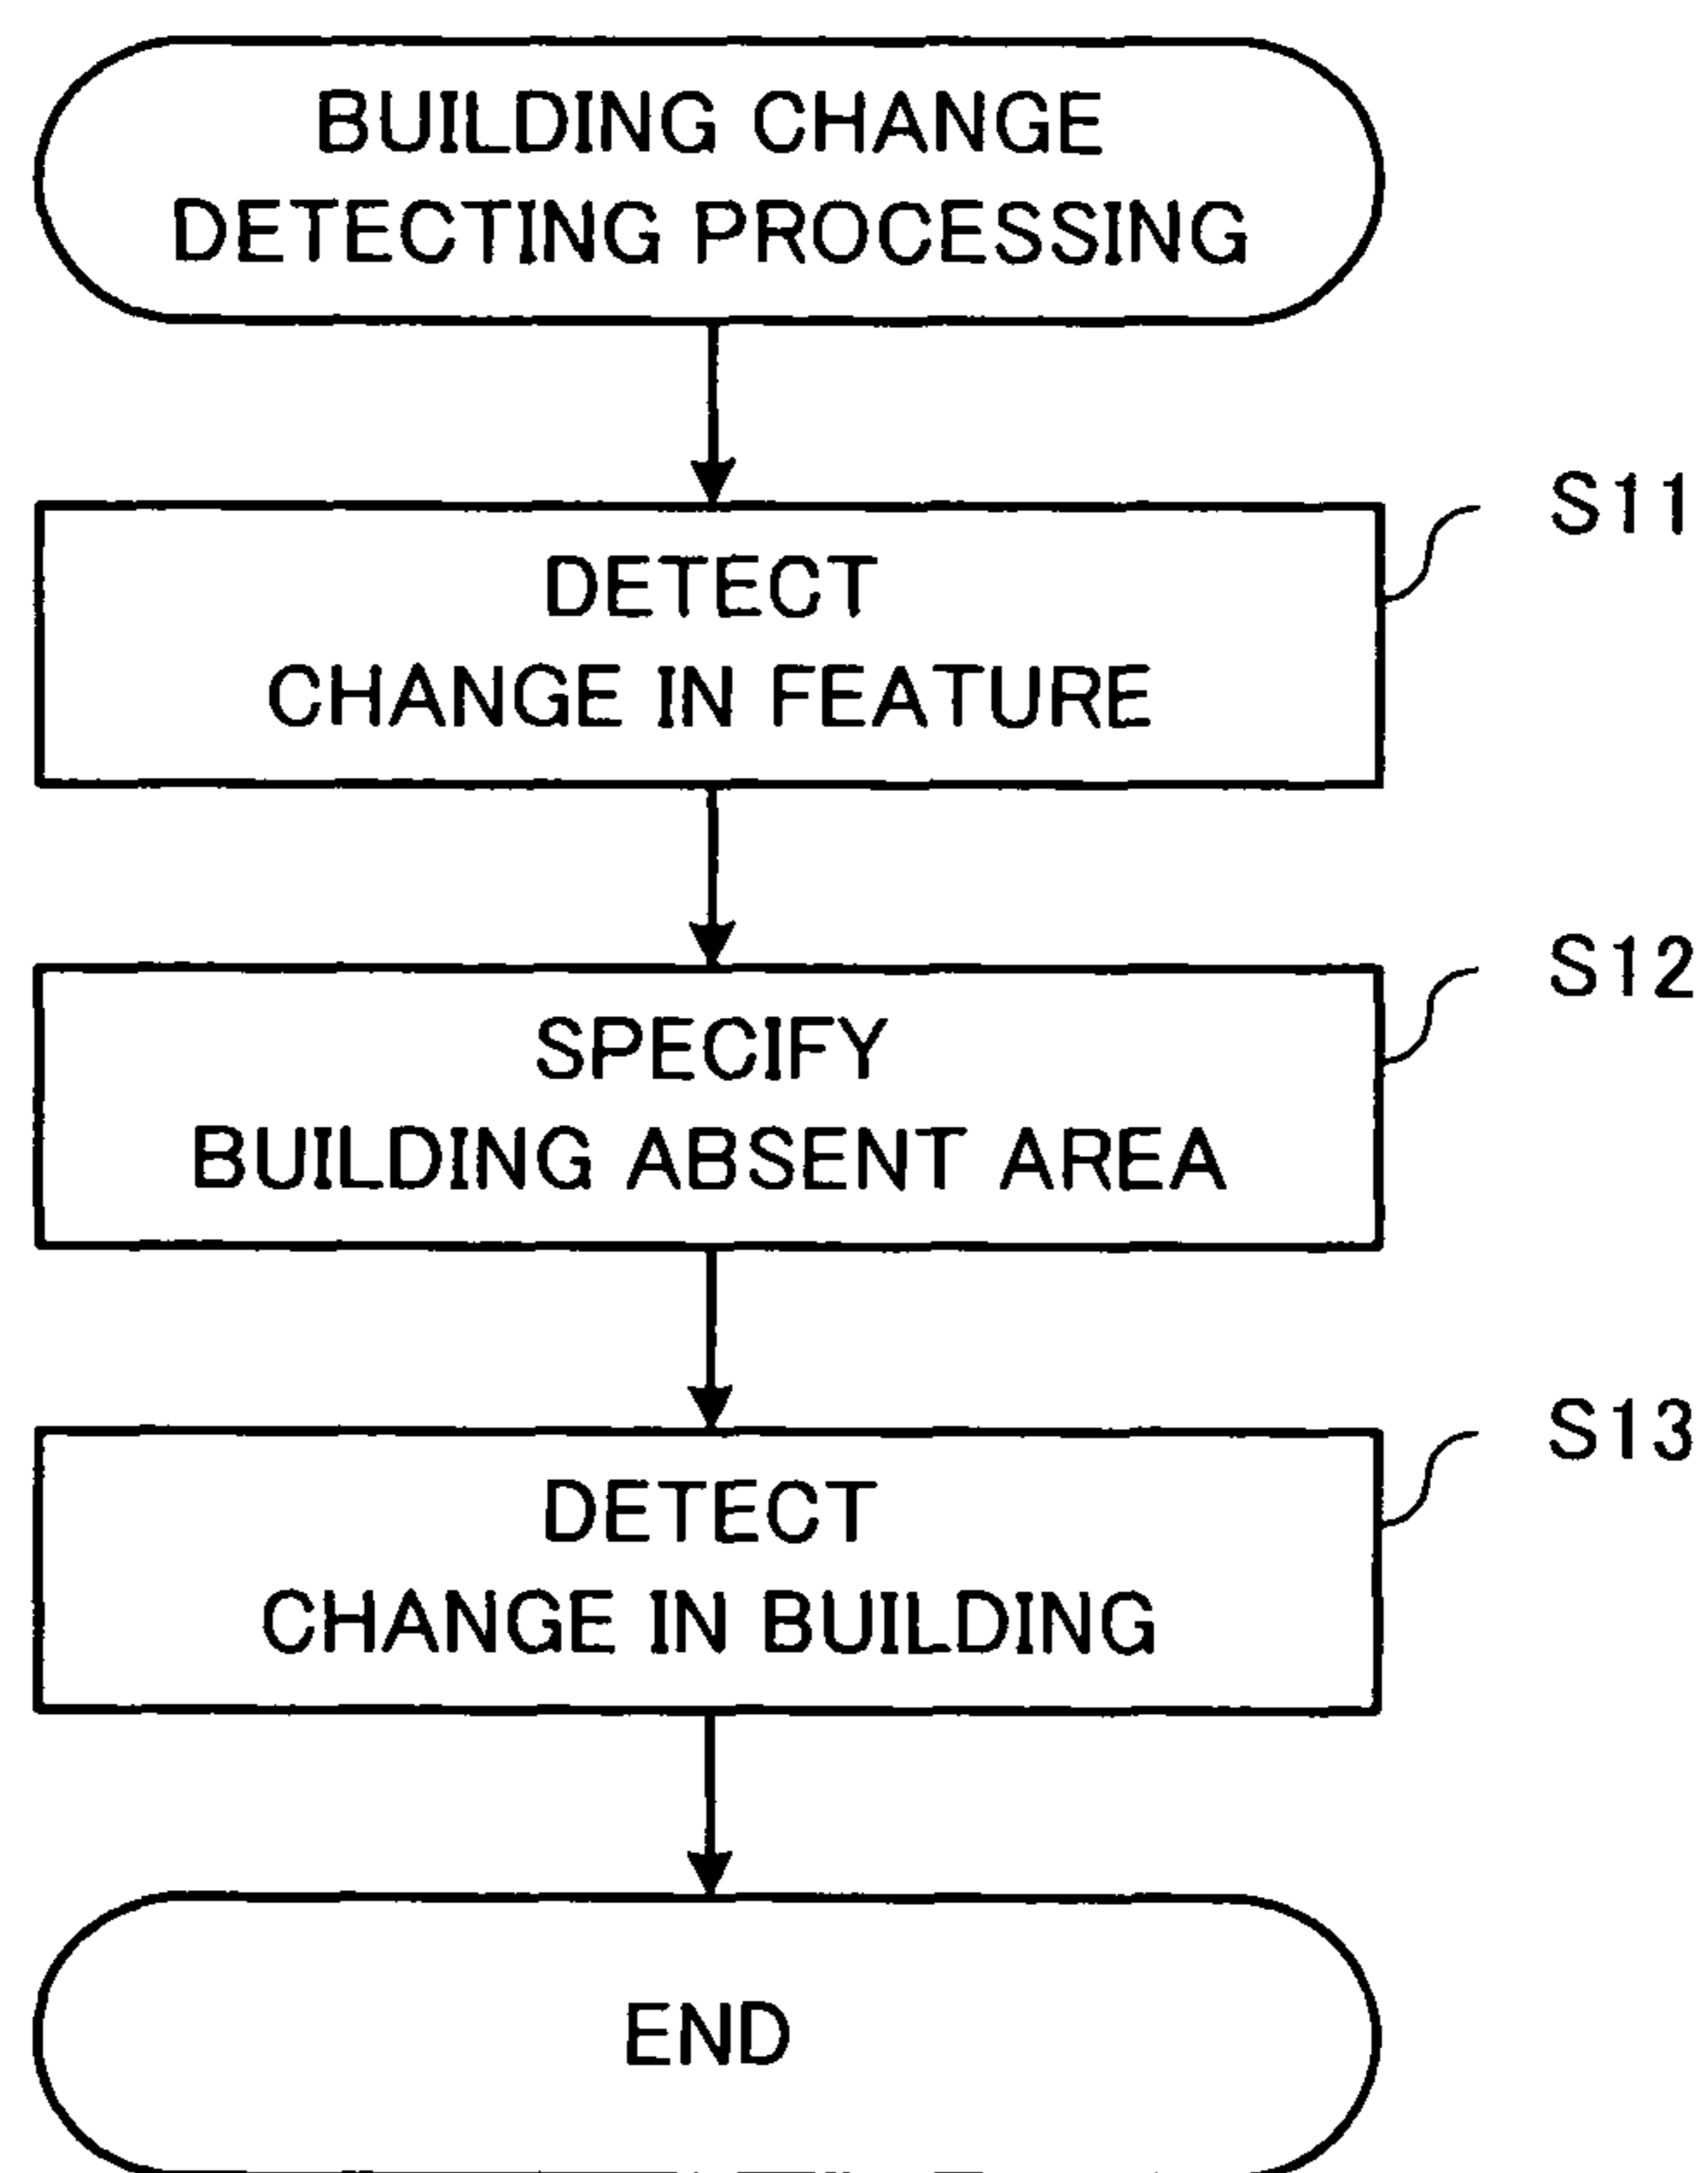 BUILDING CHANGE
DETECTING PROCESSING
S11
DETECT
CHANGE IN FEATURE
S12
SPECIFY
BUILDING ABSENT AREA
S13
DETECT
CHANGE IN BUILDING
END